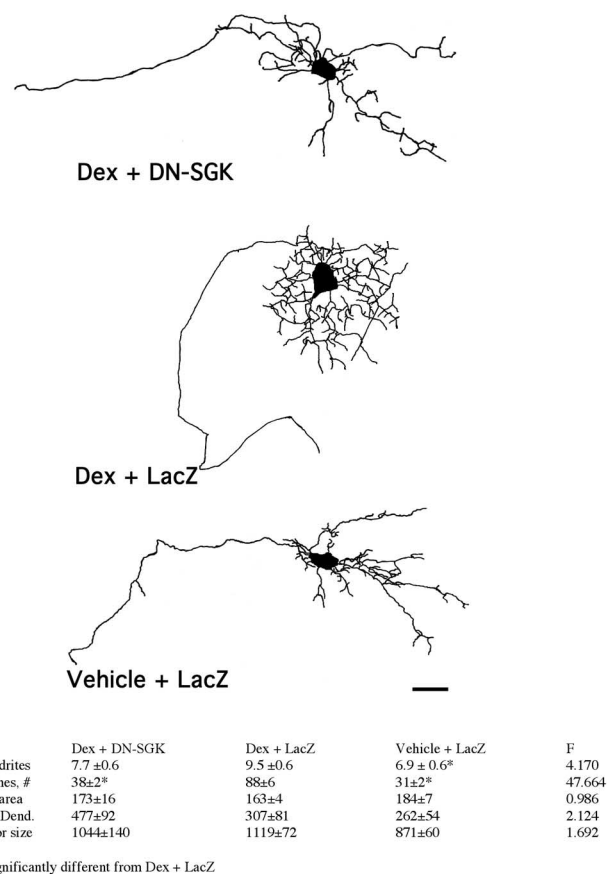 Dex + DN-SGK
Dex + LacZ
Vehicle + LacZ
Dex + DN-SGK Dex + LacZ Vehicle + LacZ F
drites 7.7 ±0.6 9.5 ±0.6 6.9 ± 0.6* 4.170
nes, # 38±2* 88±6 31±2* 47.664
area 173±16 163±4 184±7 0.986
Dend. 477±92 307±81 262±54 2.124
or size 1044±140 1119±72 871±60 1.692
gnificantly different from Dex + LacZ